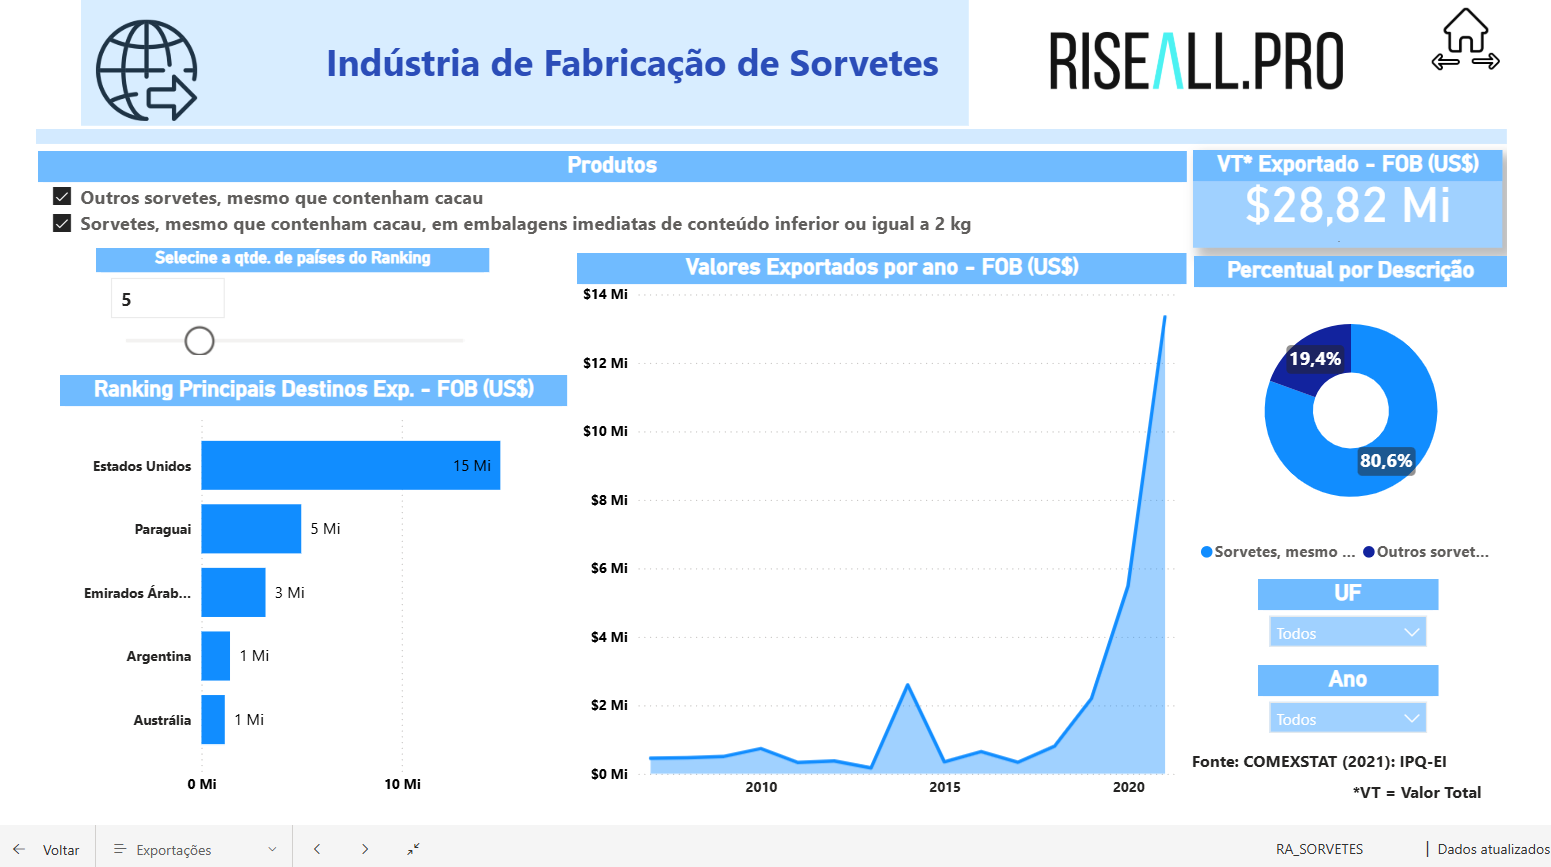 Indústria de Fabricação de Sorvetes
RISEALL.PRO
Produtos
Outros sorvetes, mesmo que contenham cacau
Sorvetes, mesmo que contenham cacau, em embalagens imediatas de conteúdo inferior ou igual a 2 kg
VT* Exportado - FOB (US$)
$28,82 Mi
Selecine a qtde. de países do Ranking
5
Ranking Principais Destinos Exp. - FOB (US$)
Estados Unidos
15 Mi
Paraguai
5 Mi
Emirados Árab...
3 Mi
Argentina
1 Mi
Austrália
1 Mi
0 Mi
10 Mi
Valores Exportados por ano - FOB (US$)
$14 Mi
$12 Mi
$10 Mi
$8 Mi
$6 Mi
$4 Mi
$2 Mi
$0 Mi
2010
2015
2020
Percentual por Descrição
19,4%
80,6%
Sorvetes, mesmo ...
Outros sorvet...
UF
Todos
Ano
Todos
Fonte: COMEXSTAT (2021): IPQ-EI
*VT = Valor Total
Voltar
Exportações
RA_SORVETES
| Dados atualizados